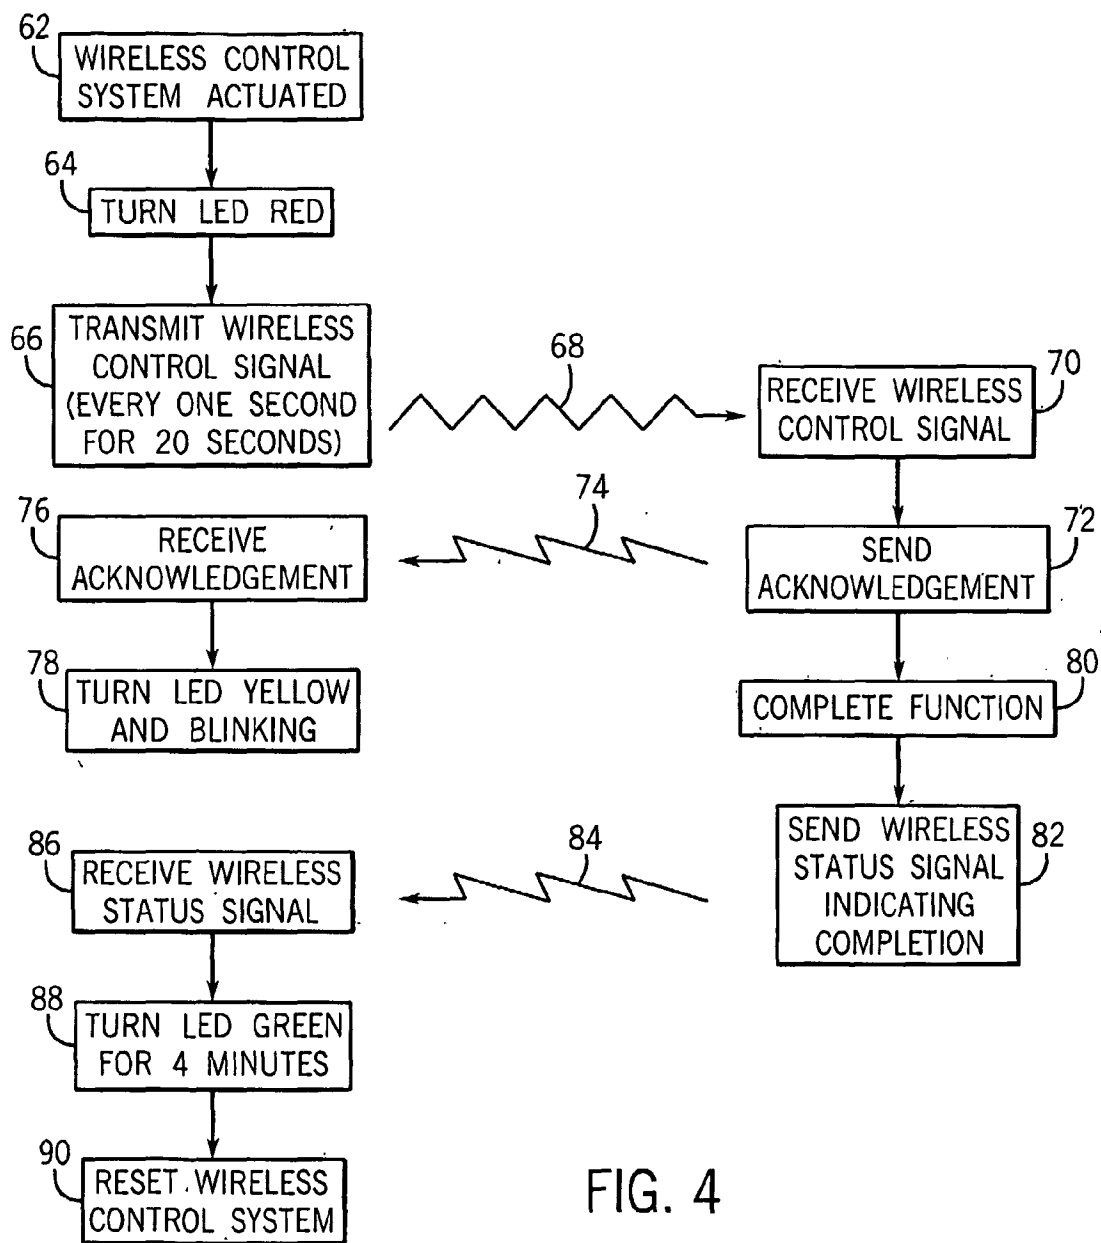 62
WIRELESS CONTROL
SYSTEM ACTUATED
64
TURN LED RED
66
TRANSMIT WIRELESS
CONTROL SIGNAL
(EVERY ONE SECOND
FOR 20 SECONDS)
68
70
RECEIVE WIRELESS
CONTROL SIGNAL
72
SEND
ACKNOWLEDGEMENT
74
76
RECEIVE
ACKNOWLEDGEMENT
78
TURN LED YELLOW
AND BLINKING
80
COMPLETE FUNCTION
82
SEND WIRELESS
STATUS SIGNAL
INDICATING
COMPLETION
84
86
RECEIVE WIRELESS
STATUS SIGNAL
88
TURN LED GREEN
FOR 4 MINUTES
90
RESET WIRELESS
CONTROL SYSTEM
FIG. 4